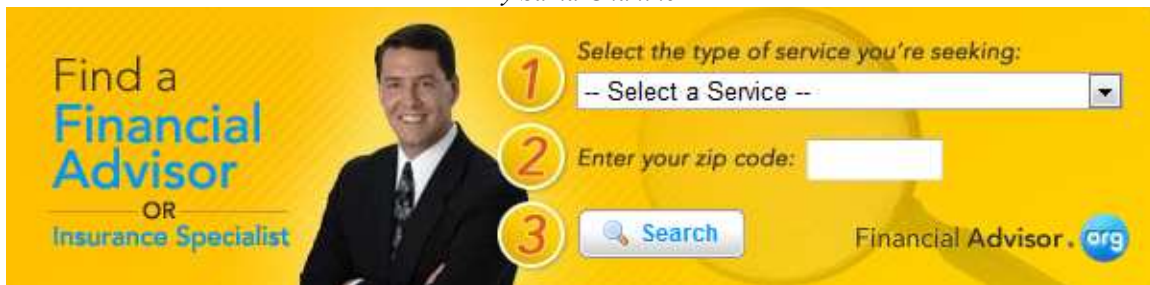 Find a
Financial
Advisor
OR
Insurance Specialist
1
Select the type of service you're seeking:
-- Select a Service --
2
Enter your zip code:
3
Search
Financial Advisor.org